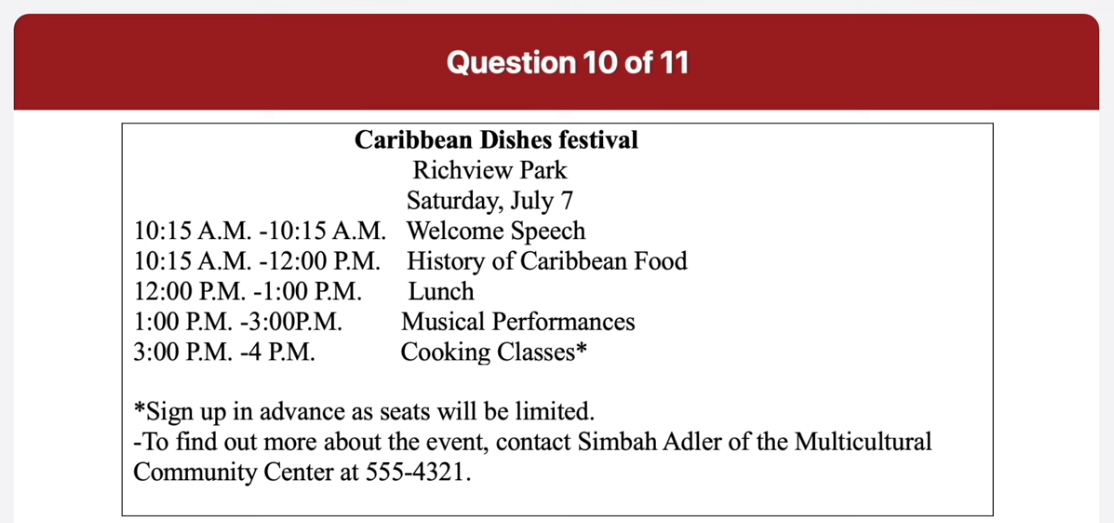 Question 10 of 11
Caribbean Dishes festival
Richview Park
Saturday, July 7
10:15 A.M. -10:15 A.M. Welcome Speech
10:15 A.M. -12:00 P.M. History of Caribbean Food
12:00 P.M. -1:00 P.M. Lunch
1:00 P.M. -3:00P.M. Musical Performances
3:00 P.M. -4 P.M. Cooking Classes*
*Sign up in advance as seats will be limited.
-To find out more about the event, contact Simbah Adler of the Multicultural
Community Center at 555-4321.